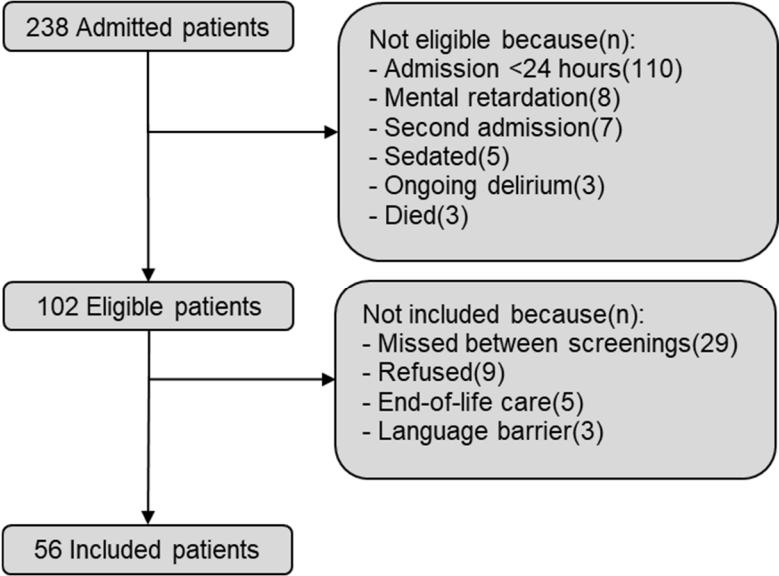 238 Admitted patients
Not eligible because(n):
- Admission <24 hours(110)
- Mental retardation(8)
- Second admission(7)
- Sedated(5)
- Ongoing delirium(3)
- Died(3)
102 Eligible patients
Not included because(n):
- Missed between screenings(29)
- Refused(9)
- End-of-life care(5)
- Language barrier(3)
56 Included patients